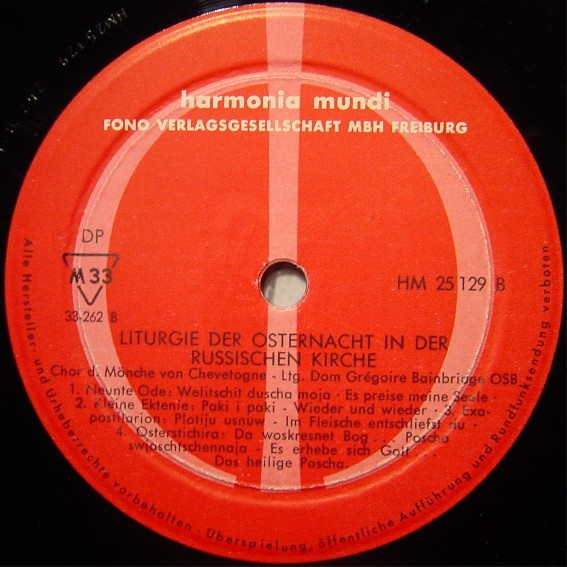 harmonia mundi
FONO VERLAGSGESELLSCHAFT MBH FREIBURG
DP
M 33
33-262 B
HM 25 129 B
LITURGIE DER OSTERNACHT IN DER
RUSSISCHEN KIRCHE
Chor d. Mönche von Chevetogne - Ltg. Dom Grégoire Bainbridge OSB
1. Neunte Ode: Welitschit duscha moja · Es preise meine Seele ·
2. Kleine Ektenie: Paki i paki - Wieder und wieder · 3. Exa-
postilarion: Plotiju usnuw - Im Fleische entschliefst du
4. Osterstichira: Da woskresnet Bog . . . Pascha
swjoschtschennaja · Es erhebe sich Gott . . .
Das heilige Pascha.
Alle Hersteller- und Urheberrechte vorbehalten · Überspielung, öffentliche Aufführung und Rundfunksendung verboten